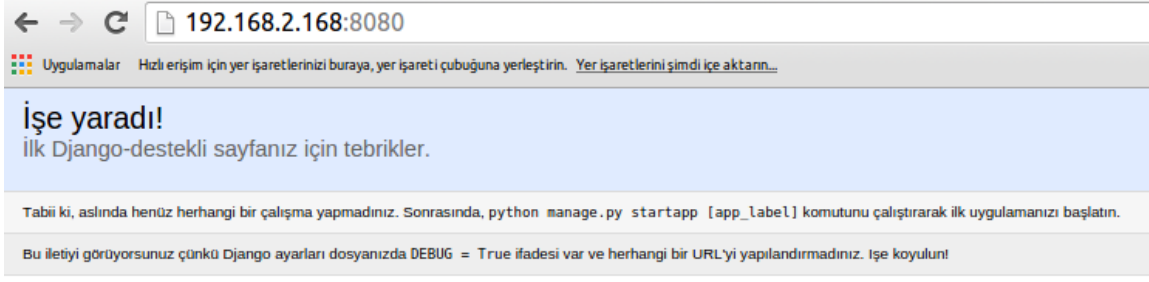 192.168.2.168:8080
Uygulamalar Hızlı erişim için yer işaretlerinizi buraya, yer işareti çubuğuna yerleştirin. Yer işaretlerini şimdi içe aktarın...
İşe yaradı!
İlk Django-destekli sayfanız için tebrikler.
Tabii ki, aslında henüz herhangi bir çalışma yapmadınız. Sonrasında, python manage.py startapp [app_label] komutunu çalıştırarak ilk uygulamanızı başlatın.
Bu iletiyi görüyorsunuz çünkü Django ayarları dosyanızda DEBUG = True ifadesi var ve herhangi bir URL'yi yapılandırmadınız. Işe koyulun!